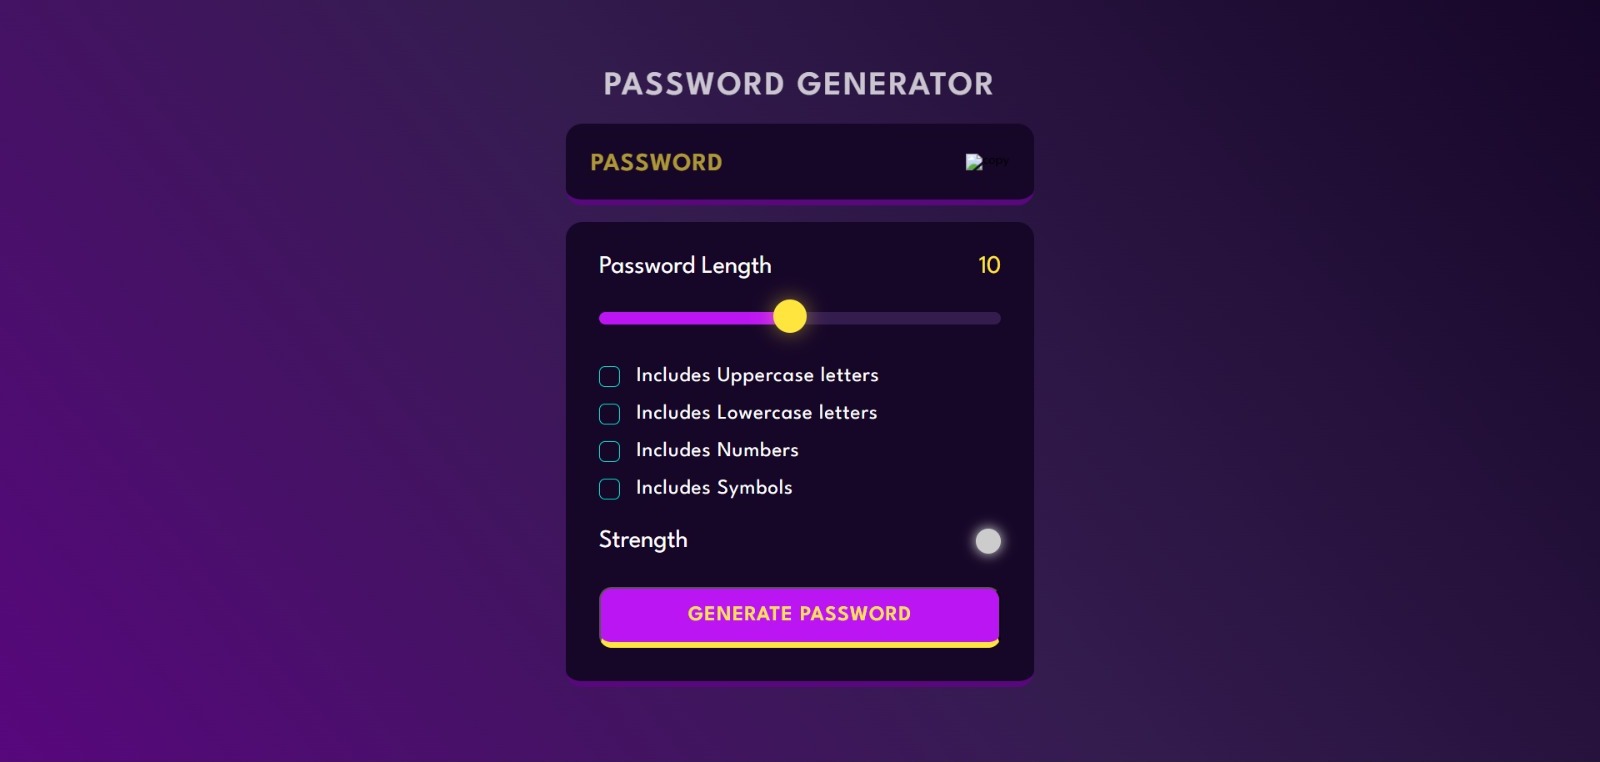 PASSWORD GENERATOR
PASSWORD
copy
Password Length 10
Includes Uppercase letters
Includes Lowercase letters
Includes Numbers
Includes Symbols
Strength
GENERATE PASSWORD